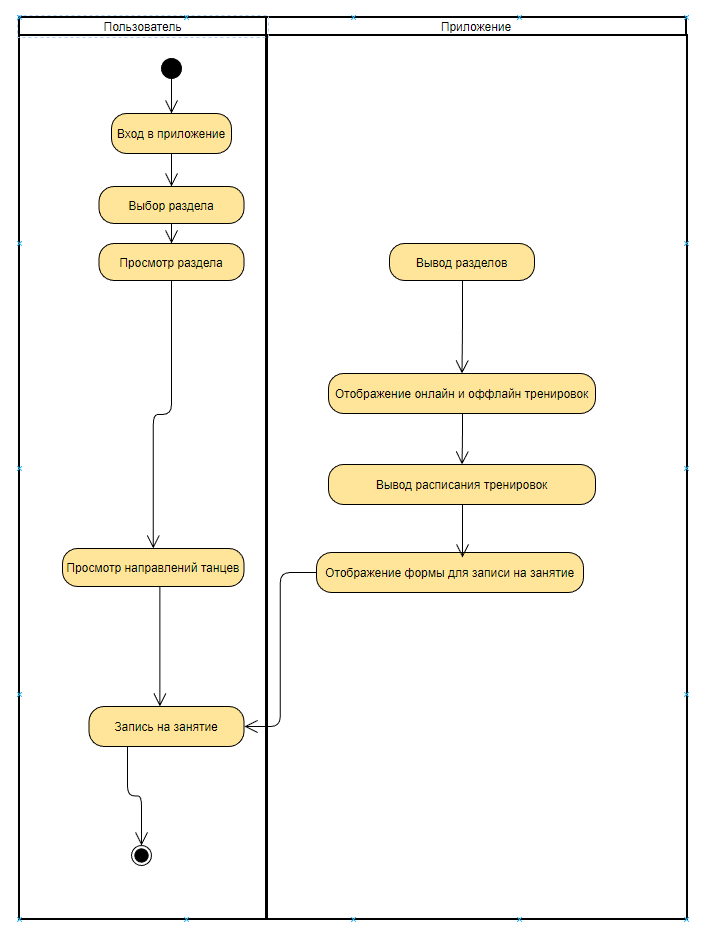 Пользователь
Приложение
Вход в приложение
Выбор раздела
Просмотр раздела
Вывод разделов
Отображение онлайн и оффлайн тренировок
Вывод расписания тренировок
Просмотр направлений танцев
Отображение формы для записи на занятие
Запись на занятие